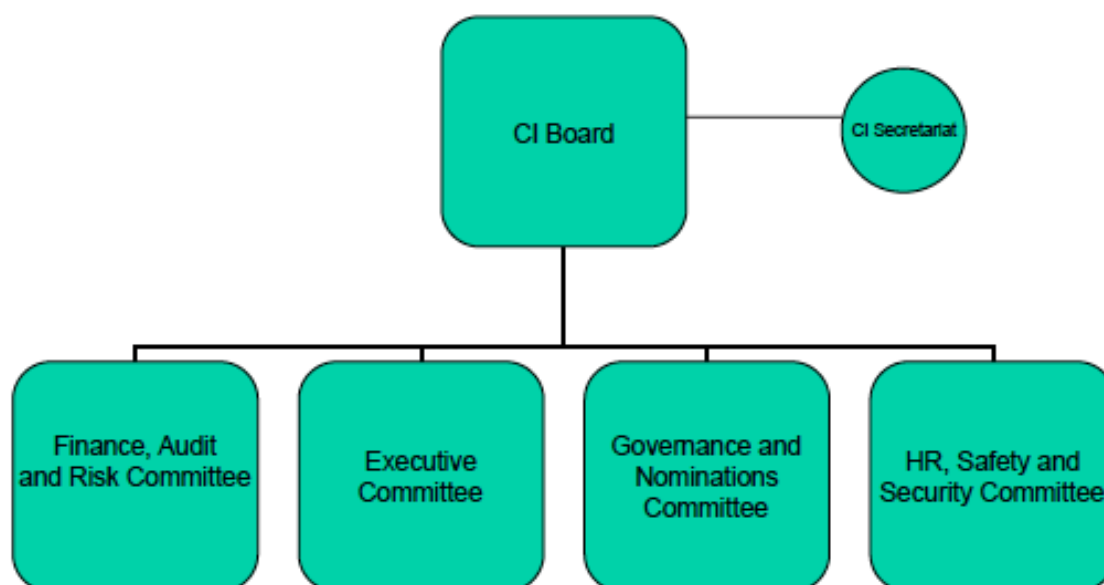 CI Board
CI Secretariat
Finance, Audit
and Risk Committee
Executive
Committee
Governance and
Nominations
Committee
HR, Safety and
Security Committee